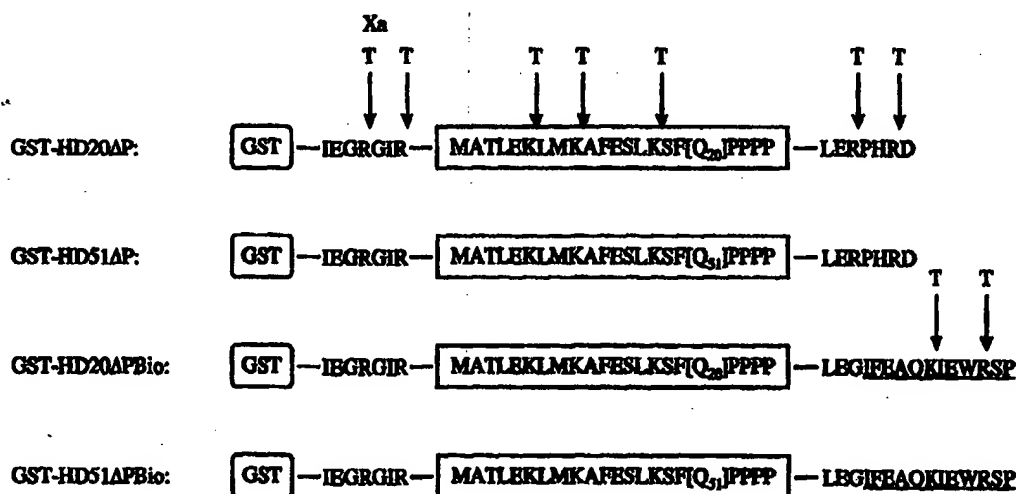 Xa
T T T T T T T
GST-HD20ΔP: GST IEGRGIR MATLEKLMKAFESLKSF[Q20]PPPP LERPHRD
GST-HD51ΔP: GST IEGRGIR MATLEKLMKAFESLKSF[Q51]PPPP LERPHRD
T T
GST-HD20ΔPBio: GST IEGRGIR MATLEKLMKAFESLKSF[Q20]PPPP LEGIFEAQKIEWRSP
GST-HD51ΔPBio: GST IEGRGIR MATLEKLMKAFESLKSF[Q51]PPPP LEGIFEAQKIEWRSP